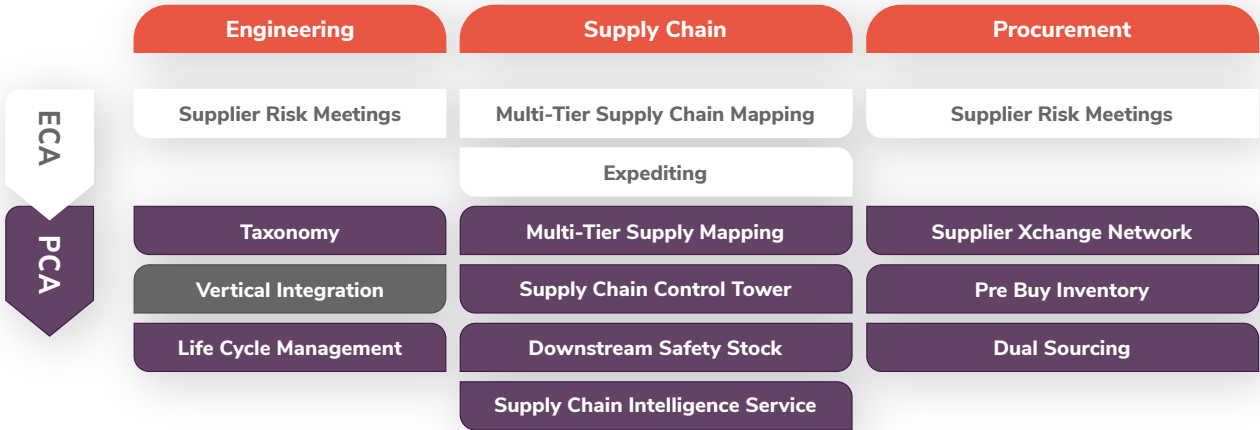 Engineering
Supply Chain
Procurement
ECA
Supplier Risk Meetings
Multi-Tier Supply Chain Mapping
Supplier Risk Meetings
Expediting
PCA
Taxonomy
Multi-Tier Supply Mapping
Supplier Xchange Network
Vertical Integration
Supply Chain Control Tower
Pre Buy Inventory
Life Cycle Management
Downstream Safety Stock
Dual Sourcing
Supply Chain Intelligence Service